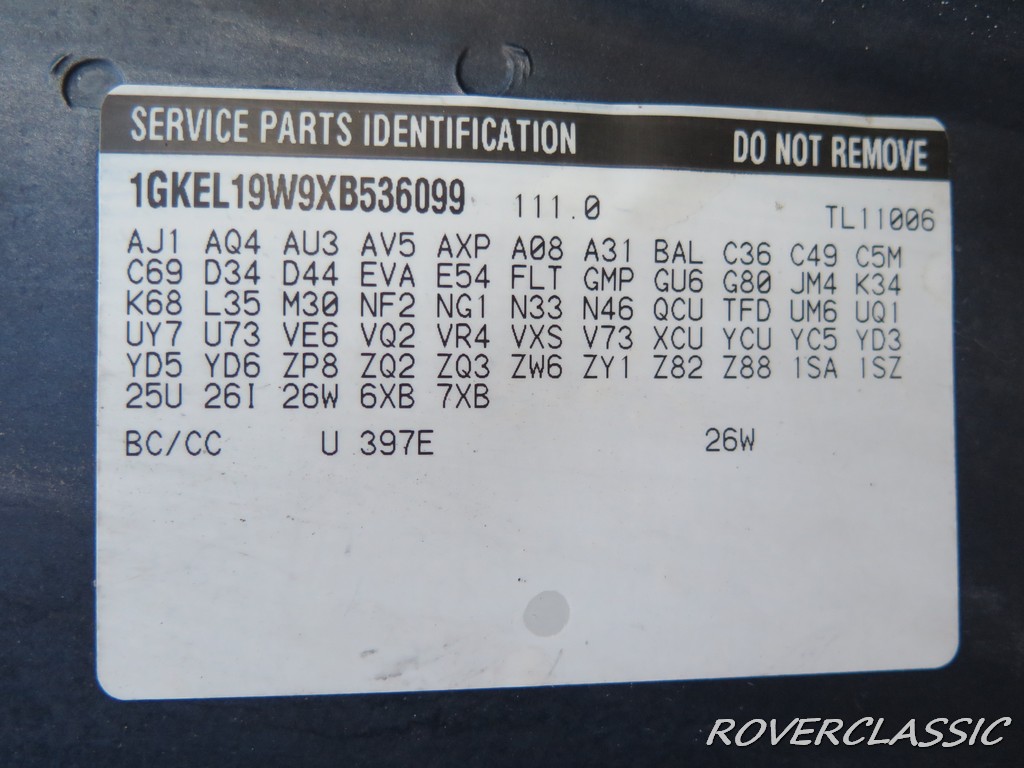 SERVICE PARTS IDENTIFICATION DO NOT REMOVE
1GKEL19W9XB536099 111.0 TL11006
AJ1 AQ4 AU3 AV5 AXP A08 A31 BAL C36 C49 C5M
C69 D34 D44 EVA E54 FLT GMP GU6 G80 JM4 K34
K68 L35 M30 NF2 NG1 N33 N46 QCU TFD UM6 UQ1
UY7 U73 VE6 VQ2 VR4 VXS V73 XCU YCU YC5 YD3
YD5 YD6 ZP8 ZQ2 ZQ3 ZW6 ZY1 Z82 Z88 1SA 1SZ
25U 26I 26W 6XB 7XB
BC/CC U 397E 26W
ROVERCLASSIC